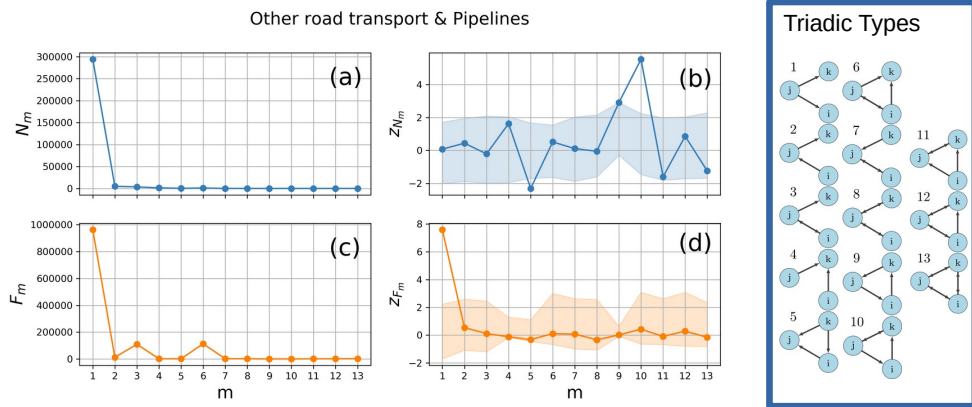 Other road transport & Pipelines
300000
250000
200000
150000
100000
50000
0
N_m
(a)
4
2
0
−2
z_{N_m}
(b)
1000000
800000
600000
400000
200000
0
F_m
(c)
1 2 3 4 5 6 7 8 9 10 11 12 13
m
8
6
4
2
0
−2
z_{F_m}
(d)
1 2 3 4 5 6 7 8 9 10 11 12 13
m
Triadic Types
1
k
j
i
2
k
j
i
3
k
j
i
4
k
j
i
5
k
j
i
6
k
j
i
7
k
j
i
8
k
j
i
9
k
j
i
10
k
j
i
11
k
j
i
12
k
j
i
13
k
j
i